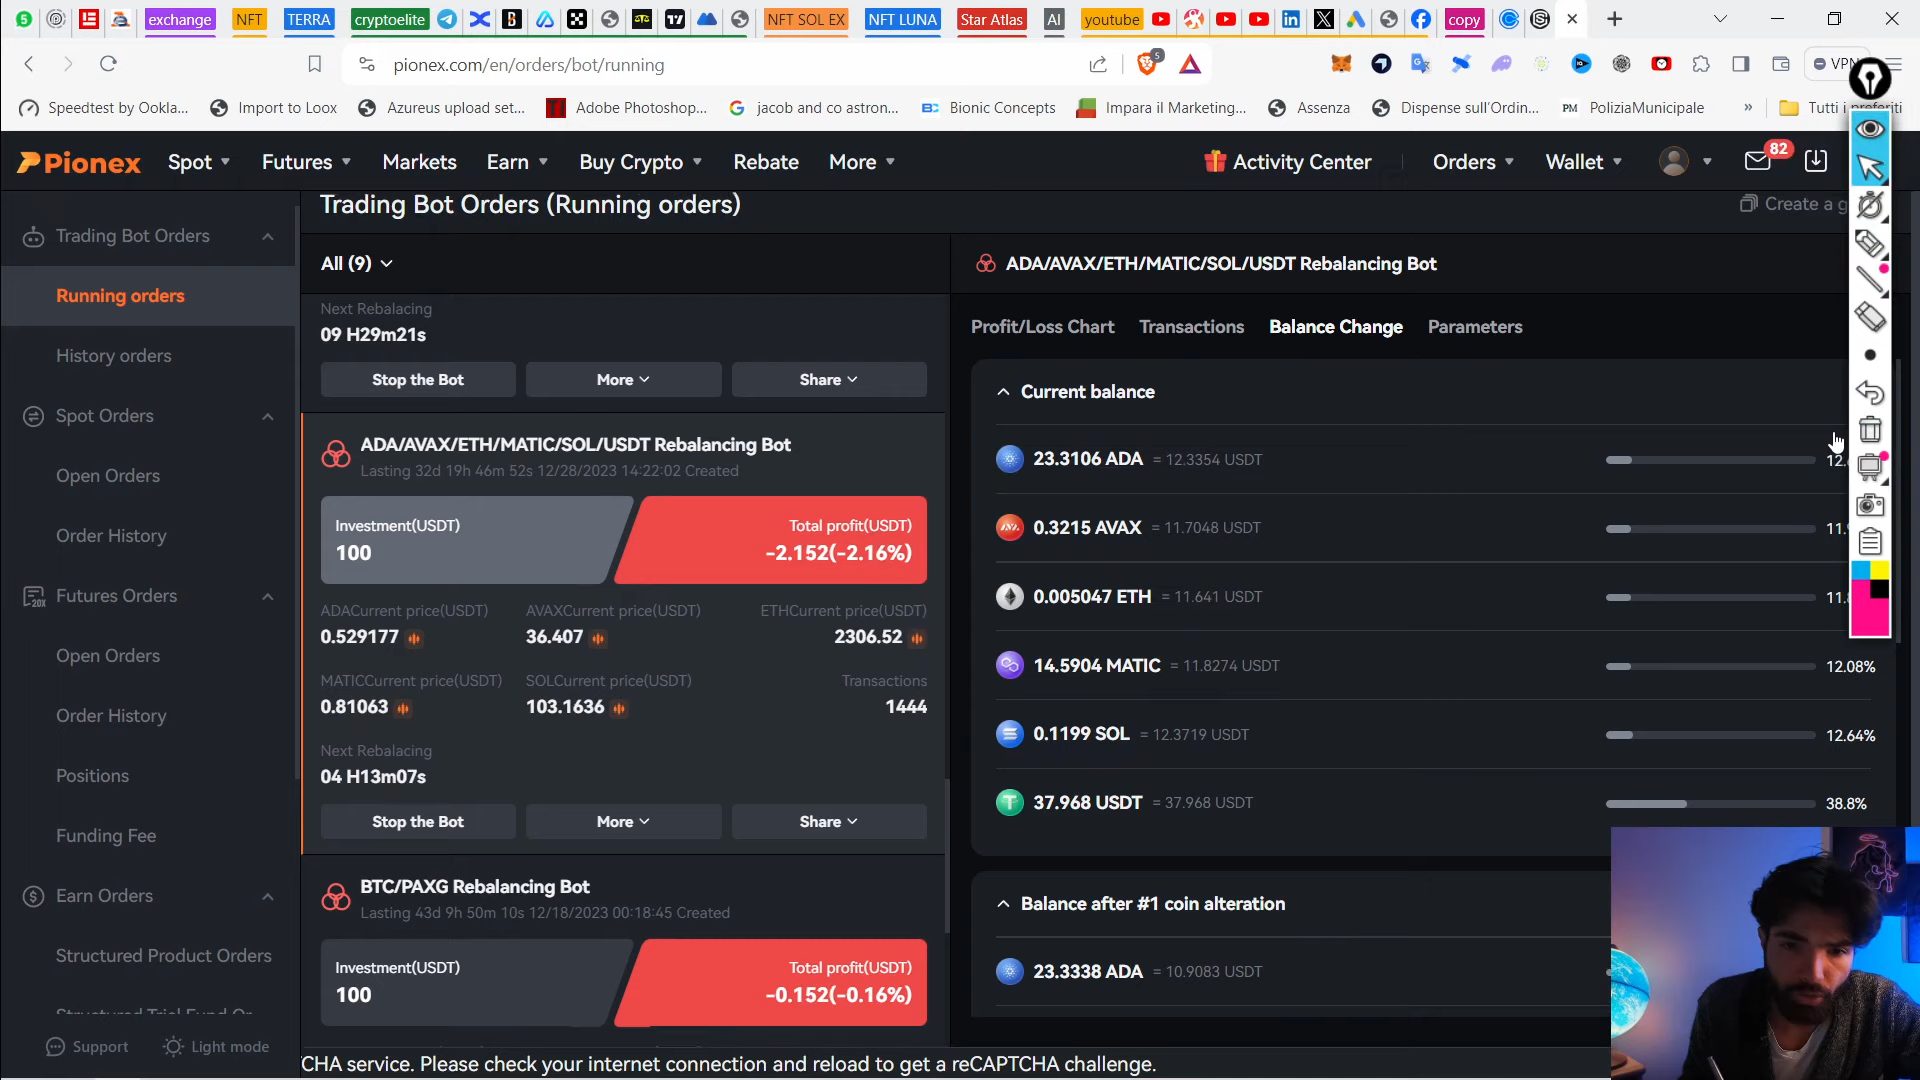 exchange NFT TERRA cryptoelite NFT SOL EX NFT LUNA Star Atlas AI youtube copy
pionex.com/en/orders/bot/running
5
VPN
Speedtest by Ookla... Import to Loox Azureus upload set... Adobe Photoshop... jacob and co astron... Bionic Concepts Impara il Marketing... Assenza Dispense sull'Ordin... PM PoliziaMunicipale » Tutti i preferiti
Pionex Spot Futures Markets Earn Buy Crypto Rebate More Activity Center Orders Wallet 82
Trading Bot Orders
Running orders
History orders
Spot Orders
Open Orders
Order History
Futures Orders
Open Orders
Order History
Positions
Funding Fee
Earn Orders
Structured Product Orders
Support Light mode
Trading Bot Orders (Running orders)
Create a g
All (9)
Next Rebalacing
09 H29m21s
Stop the Bot More Share
ADA/AVAX/ETH/MATIC/SOL/USDT Rebalancing Bot
Lasting 32d 19h 46m 52s 12/28/2023 14:22:02 Created
Investment(USDT) Total profit(USDT)
100 -2.152(-2.16%)
ADACurrent price(USDT) AVAXCurrent price(USDT) ETHCurrent price(USDT)
0.529177 36.407 2306.52
MATICCurrent price(USDT) SOLCurrent price(USDT) Transactions
0.81063 103.1636 1444
Next Rebalacing
04 H13m07s
Stop the Bot More Share
BTC/PAXG Rebalancing Bot
Lasting 43d 9h 50m 10s 12/18/2023 00:18:45 Created
Investment(USDT) Total profit(USDT)
100 -0.152(-0.16%)
ADA/AVAX/ETH/MATIC/SOL/USDT Rebalancing Bot
Profit/Loss Chart Transactions Balance Change Parameters
Current balance
23.3106 ADA = 12.3354 USDT 12.
0.3215 AVAX = 11.7048 USDT 11.
0.005047 ETH = 11.641 USDT 11.
14.5904 MATIC = 11.8274 USDT 12.08%
0.1199 SOL = 12.3719 USDT 12.64%
37.968 USDT = 37.968 USDT 38.8%
Balance after #1 coin alteration
23.3338 ADA = 10.9083 USDT
CHA service. Please check your internet connection and reload to get a reCAPTCHA challenge.